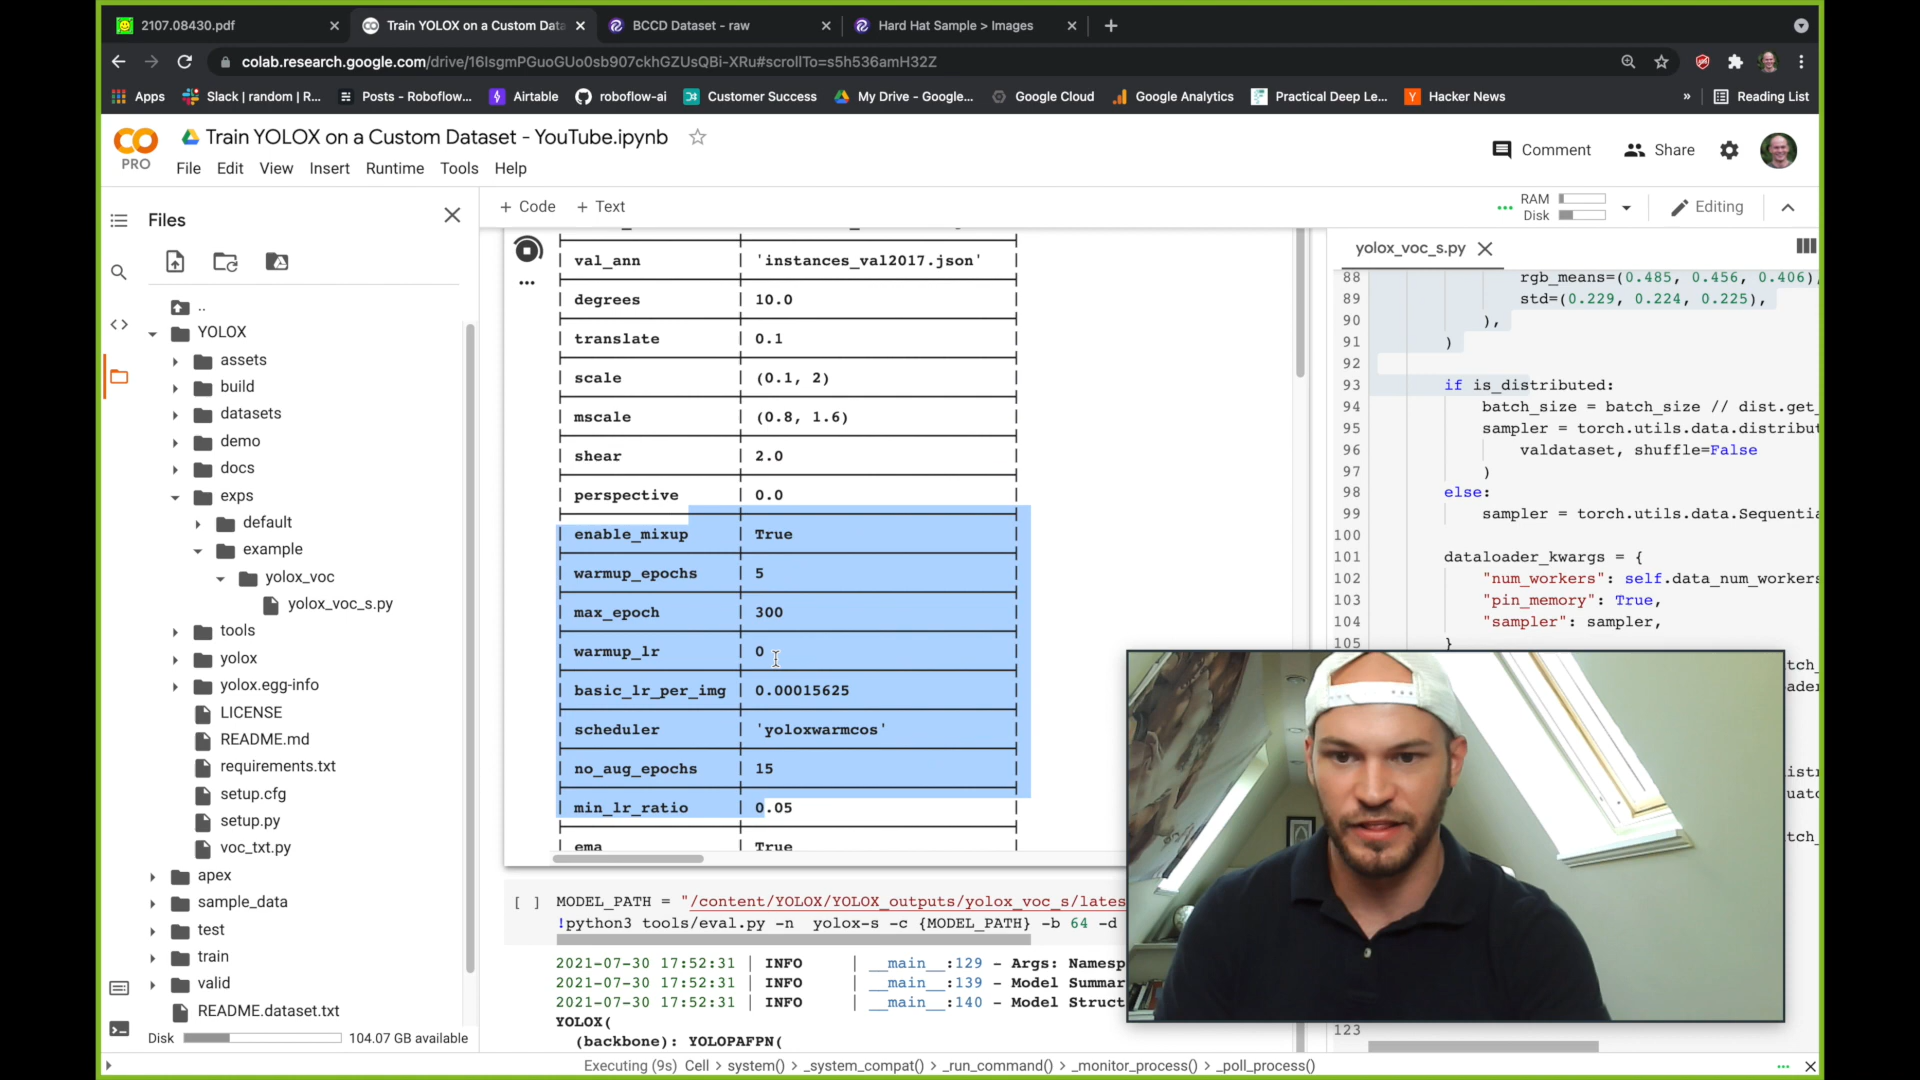 2107.08430.pdf
Train YOLOX on a Custom Data
BCCD Dataset - raw
Hard Hat Sample > Images
colab.research.google.com/drive/16IsgmPGuoGUo0sb907ckhGZUsQBi-XRu#scrollTo=s5h536amH32Z
Apps
Slack | random | R...
Posts - Roboflow...
Airtable
roboflow-ai
Customer Success
My Drive - Google...
Google Cloud
Google Analytics
Practical Deep Le...
Hacker News
»
Reading List
CO
PRO
Train YOLOX on a Custom Dataset - YouTube.ipynb
File Edit View Insert Runtime Tools Help
Comment
Share
+ Code + Text
RAM
Disk
Editing
Files
..
YOLOX
assets
build
datasets
demo
docs
exps
default
example
yolox_voc
yolox_voc_s.py
tools
yolox
yolox.egg-info
LICENSE
README.md
requirements.txt
setup.cfg
setup.py
voc_txt.py
apex
sample_data
test
train
valid
README.dataset.txt
Disk 104.07 GB available
val_ann | 'instances_val2017.json'
degrees | 10.0
translate | 0.1
scale | (0.1, 2)
mscale | (0.8, 1.6)
shear | 2.0
perspective | 0.0
enable_mixup | True
warmup_epochs | 5
max_epoch | 300
warmup_lr | 0
basic_lr_per_img | 0.00015625
scheduler | 'yoloxwarmcos'
no_aug_epochs | 15
min_lr_ratio | 0.05
ema | True
[ ] MODEL_PATH = "/content/YOLOX/YOLOX_outputs/yolox_voc_s/lates
!python3 tools/eval.py -n yolox-s -c {MODEL_PATH} -b 64 -d
2021-07-30 17:52:31 | INFO | __main__:129 - Args: Namesp
2021-07-30 17:52:31 | INFO | __main__:139 - Model Summar
2021-07-30 17:52:31 | INFO | __main__:140 - Model Struct
YOLOX(
(backbone): YOLOPAFPN(
yolox_voc_s.py
88 rgb_means=(0.485, 0.456, 0.406),
89 std=(0.229, 0.224, 0.225),
90 ),
91 )
92
93 if is_distributed:
94 batch_size = batch_size // dist.get_
95 sampler = torch.utils.data.distribut
96 valdataset, shuffle=False
97 )
98 else:
99 sampler = torch.utils.data.Sequentia
100
101 dataloader_kwargs = {
102 "num_workers": self.data_num_workers
103 "pin_memory": True,
104 "sampler": sampler,
105 }
123
Executing (9s) Cell > system() > _system_compat() > _run_command() > _monitor_process() > _poll_process()